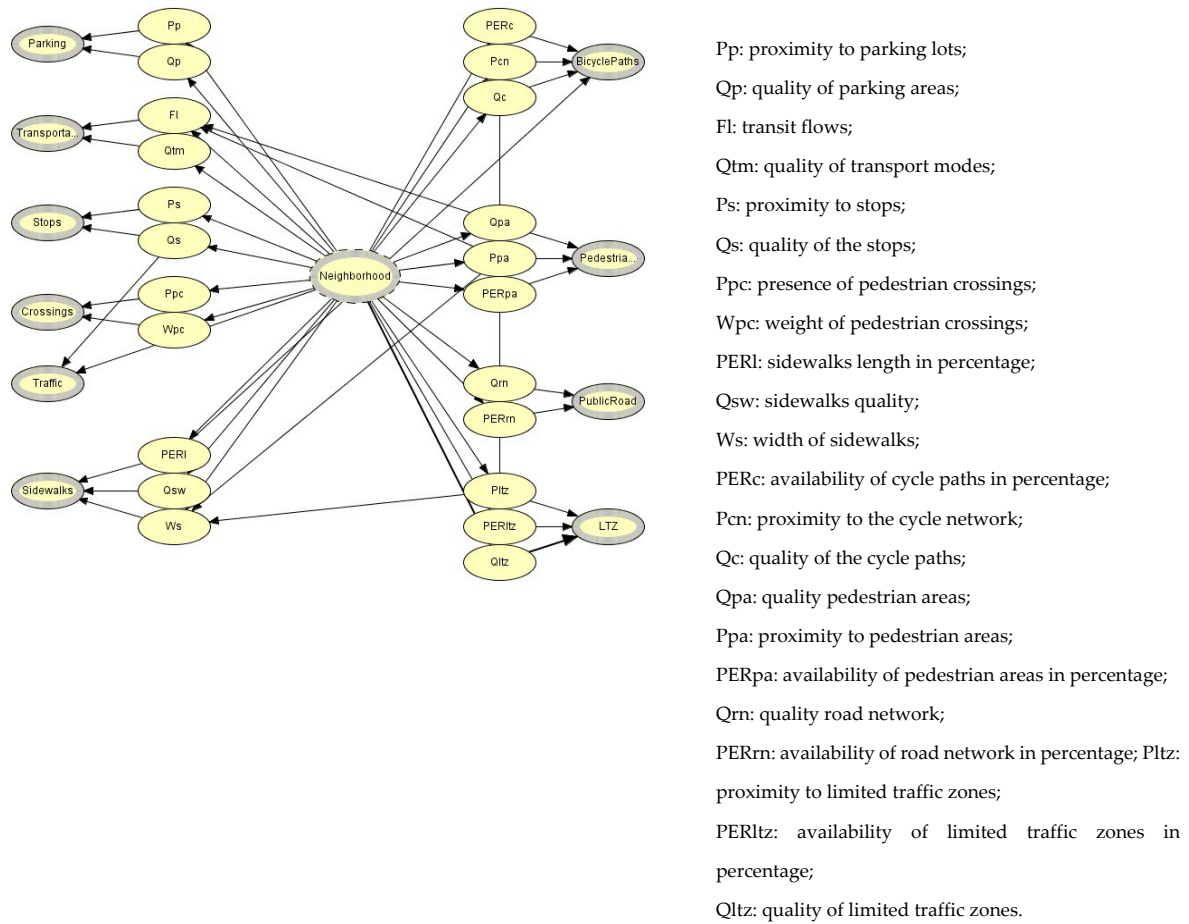 Parking
Pp
Qp
Transporta...
Fl
Qtm
Stops
Ps
Qs
Crossings
Ppc
Wpc
Traffic
Sidewalks
PERl
Qsw
Ws
Neighborhood
PERc
Pcn
Qc
BicyclePaths
Qpa
Ppa
PERpa
Pedestria...
Qrn
PERrn
PublicRoad
Pltz
PERltz
Qltz
LTZ
Pp: proximity to parking lots;
Qp: quality of parking areas;
Fl: transit flows;
Qtm: quality of transport modes;
Ps: proximity to stops;
Qs: quality of the stops;
Ppc: presence of pedestrian crossings;
Wpc: weight of pedestrian crossings;
PERl: sidewalks length in percentage;
Qsw: sidewalks quality;
Ws: width of sidewalks;
PERc: availability of cycle paths in percentage;
Pcn: proximity to the cycle network;
Qc: quality of the cycle paths;
Qpa: quality pedestrian areas;
Ppa: proximity to pedestrian areas;
PERpa: availability of pedestrian areas in percentage;
Qrn: quality road network;
PERrn: availability of road network in percentage; Pltz:
proximity to limited traffic zones;
PERltz: availability of limited traffic zones in
percentage;
Qltz: quality of limited traffic zones.